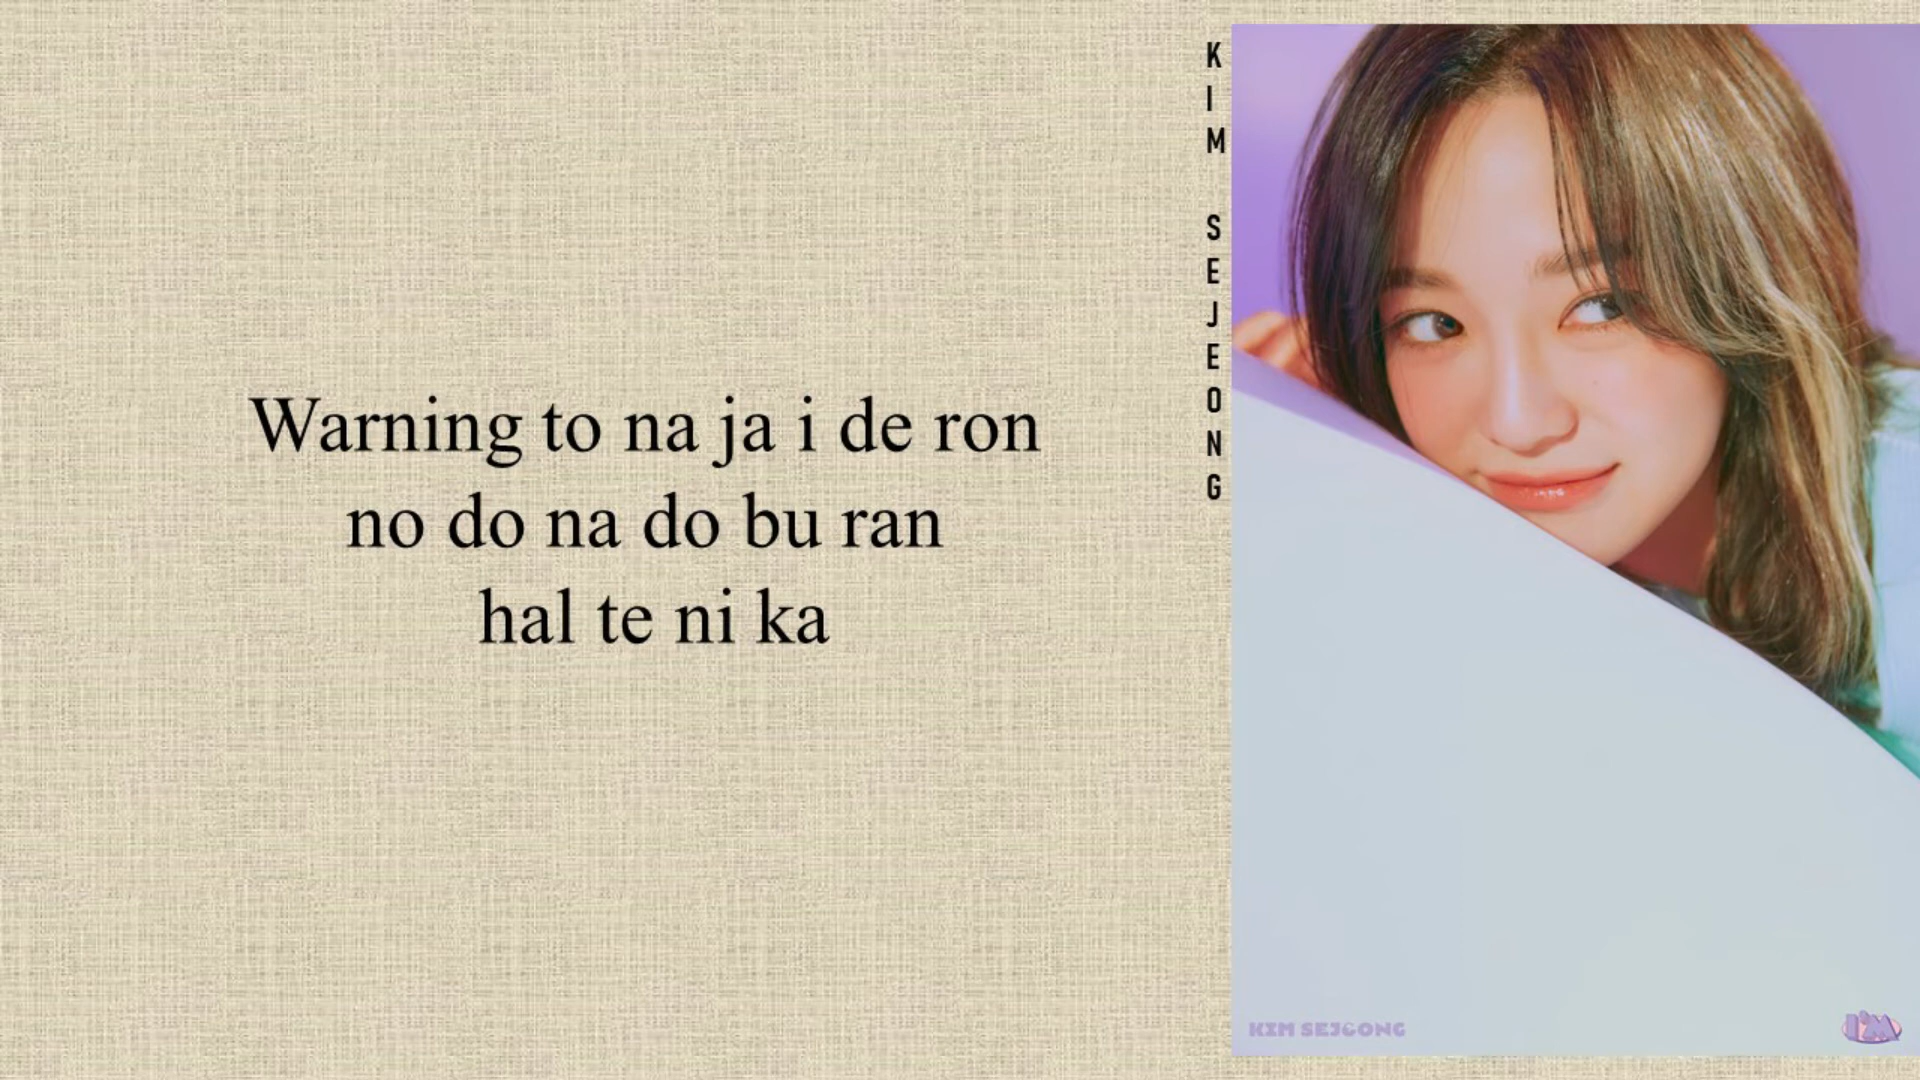 Warning to na ja i de ron
no do na do bu ran
hal te ni ka
KIM SEJEONG
KIM SEJEONG
I'M